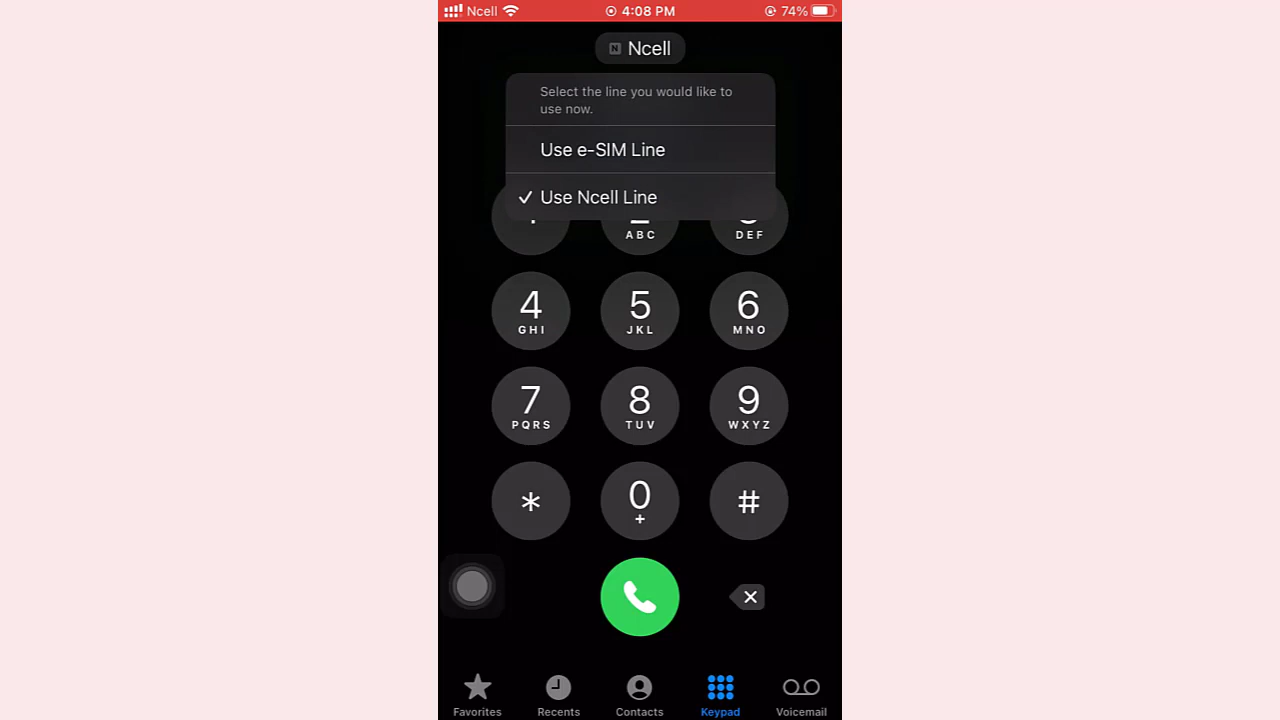 Ncell 4:08 PM 74%
N Ncell
Select the line you would like to
use now.
Use e-SIM Line
✓ Use Ncell Line
ABC DEF
4 5 6
GHI JKL MNO
7 8 9
PQRS TUV WXYZ
* 0 #
+
Favorites Recents Contacts Keypad Voicemail